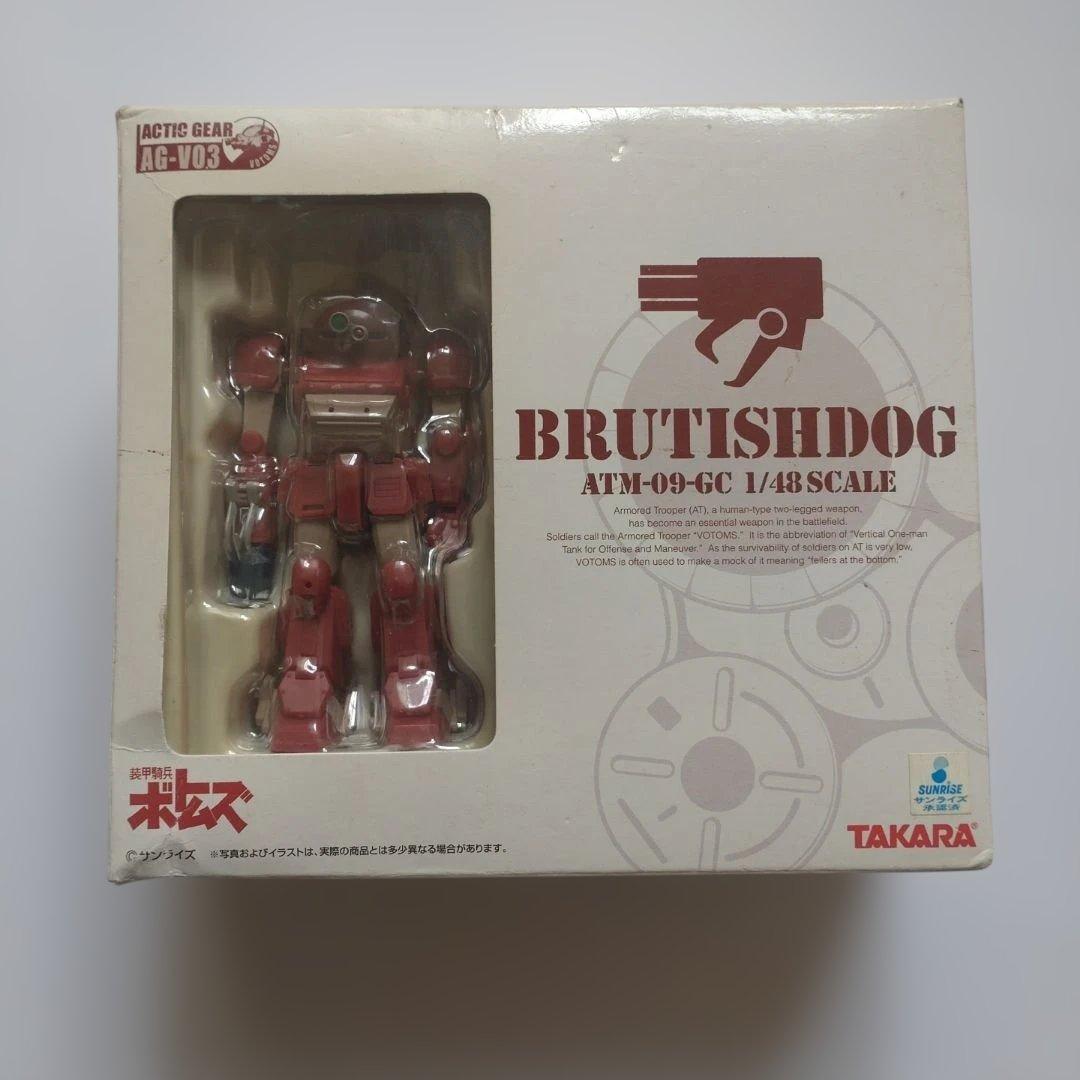 ACTIC GEAR
AG-V03
VOTOMS
BRUTISHDOG
ATM-09-GC 1/48 SCALE
Armored Trooper (AT), a human-type two-legged weapon,
has become an essential weapon in the battlefield.
Soldiers call the Armored Trooper "VOTOMS." It is the abbreviation of "Vertical One-man
Tank for Offense and Maneuver." As the survivability of soldiers on AT is very low,
VOTOMS is often used to make a mock of it meaning "fellers at the bottom."
装甲騎兵
ボトムズ
©サンライズ ※写真およびイラストは、実際の商品とは多少異なる場合があります。
SUNRISE
サンライズ
承認済
TAKARA®